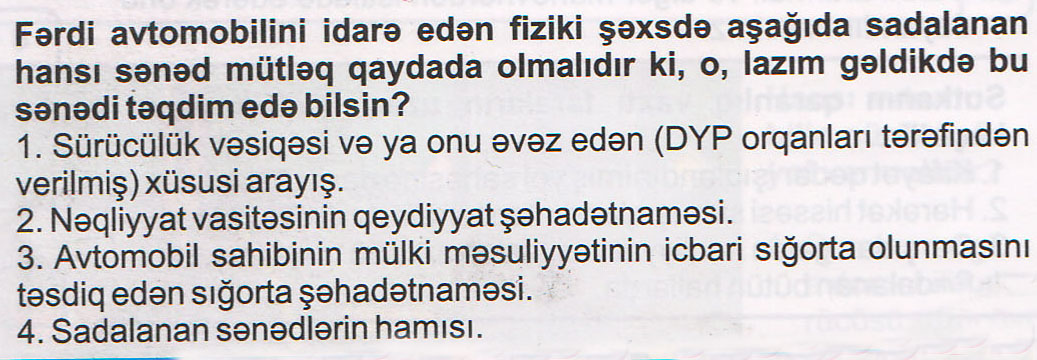 Fərdi avtomobilini idarə edən fiziki şəxsdə aşağıda sadalanan
hansı sənəd mütləq qaydada olmalıdır ki, o, lazım gəldikdə bu
sənədi təqdim edə bilsin?
1. Sürücülük vəsiqəsi və ya onu əvəz edən (DYP orqanları tərəfindən
verilmiş) xüsusi arayış.
2. Nəqliyyat vasitəsinin qeydiyyat şəhadətnaməsi.
3. Avtomobil sahibinin mülki məsuliyyətinin icbari sığorta olunmasını
təsdiq edən sığorta şəhadətnaməsi.
4. Sadalanan sənədlərin hamısı.